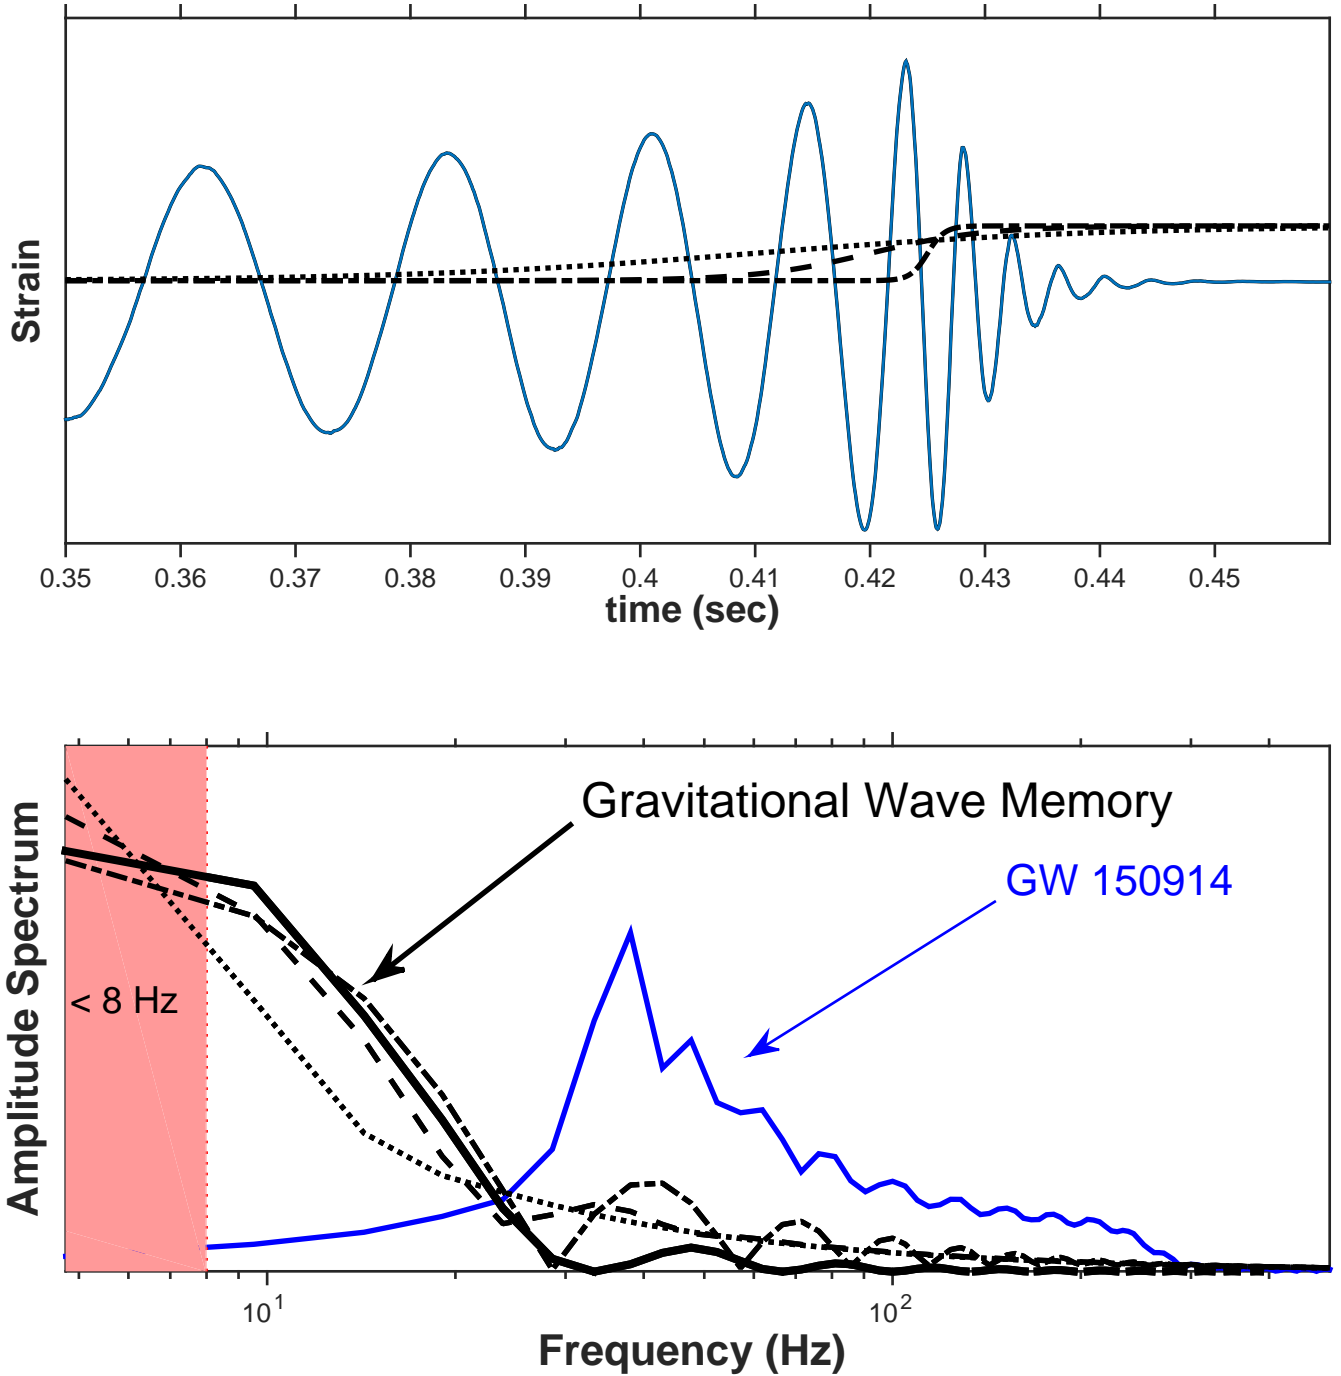 Strain
0.35 0.36 0.37 0.38 0.39 0.4 0.41 0.42 0.43 0.44 0.45
time (sec)
Gravitational Wave Memory
GW 150914
< 8 Hz
Amplitude Spectrum
10¹ 10²
Frequency (Hz)